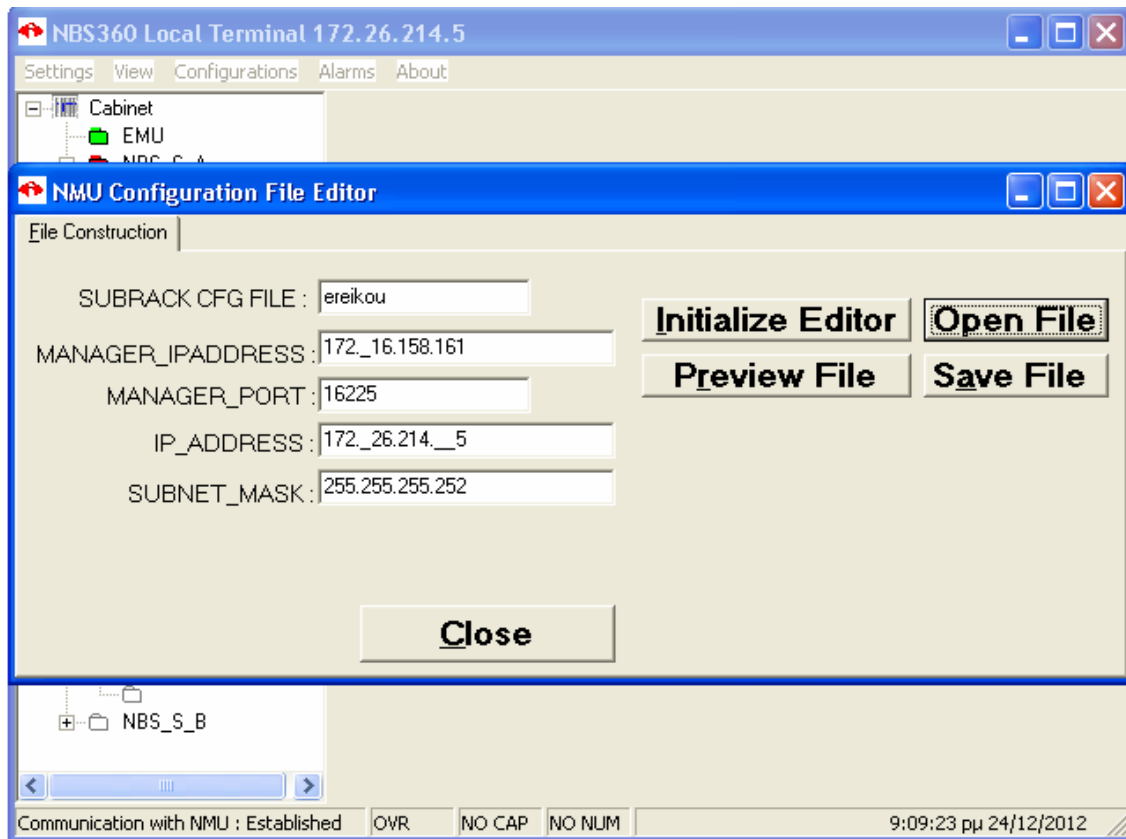 NBS360 Local Terminal 172.26.214.5
Settings View Configurations Alarms About
Cabinet
EMU
NBS_S_A
NMU Configuration File Editor
File Construction
SUBRACK CFG FILE : ereikou
MANAGER_IPADDRESS : 172._16.158.161
MANAGER_PORT : 16225
IP_ADDRESS : 172._26.214.__5
SUBNET_MASK : 255.255.255.252
Initialize Editor Open File
Preview File Save File
Close
NBS_S_B
Communication with NMU : Established OVR NO CAP NO NUM 9:09:23 μμ 24/12/2012